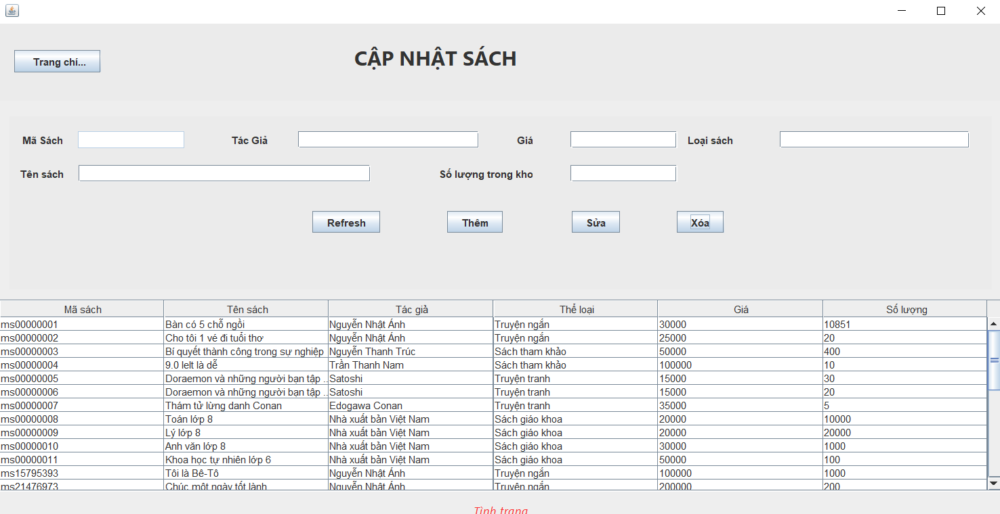 Trang chí...
CẬP NHẬT SÁCH
Mã Sách Tác Giả Giá Loại sách
Tên sách Số lượng trong kho
Refresh Thêm Sửa Xóa
Mã sách Tên sách Tác giả Thể loại Giá Số lượng
ms00000001 Bàn có 5 chỗ ngồi Nguyễn Nhật Ánh Truyện ngắn 30000 10851
ms00000002 Cho tôi 1 vé đi tuổi thơ Nguyễn Nhật Ánh Truyện ngắn 25000 20
ms00000003 Bí quyết thành công trong sự nghiệp Nguyễn Thanh Trúc Sách tham khảo 50000 400
ms00000004 9.0 lelt là dễ Trần Thanh Nam Sách tham khảo 100000 10
ms00000005 Doraemon và những người bạn tập ... Satoshi Truyện tranh 15000 30
ms00000006 Doraemon và những người bạn tập ... Satoshi Truyện tranh 15000 20
ms00000007 Thám tử lừng danh Conan Edogawa Conan Truyện tranh 35000 5
ms00000008 Toán lớp 8 Nhà xuất bản Việt Nam Sách giáo khoa 20000 10000
ms00000009 Lý lớp 8 Nhà xuất bản Việt Nam Sách giáo khoa 20000 20000
ms00000010 Anh văn lớp 8 Nhà xuất bản Việt Nam Sách giáo khoa 30000 1000
ms00000011 Khoa học tự nhiên lớp 6 Nhà xuất bản Việt Nam Sách giáo khoa 50000 100
ms15795393 Tôi là Bê-Tô Nguyễn Nhật Ánh Truyện ngắn 100000 1000
ms21476973 Chúc một ngày tốt lành Nguyễn Nhật Ánh Truyện ngắn 200000 200
Tình trạng